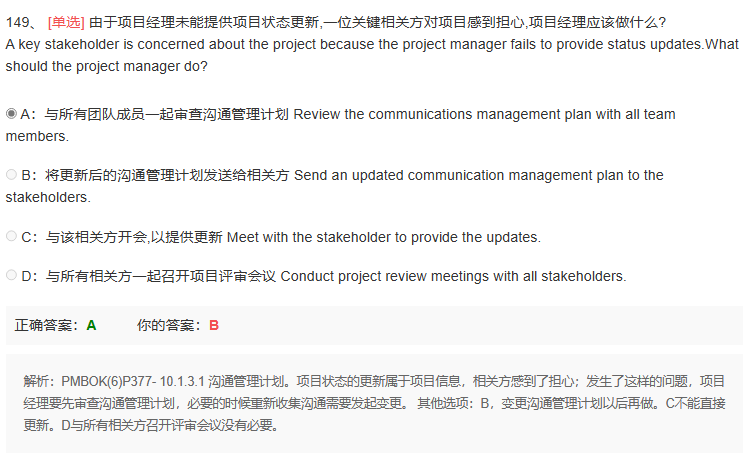 149、 [单选] 由于项目经理未能提供项目状态更新,一位关键相关方对项目感到担心,项目经理应该做什么?
A key stakeholder is concerned about the project because the project manager fails to provide status updates.What
should the project manager do?
A：与所有团队成员一起审查沟通管理计划 Review the communications management plan with all team
members.
B：将更新后的沟通管理计划发送给相关方 Send an updated communication management plan to the
stakeholders.
C：与该相关方开会,以提供更新 Meet with the stakeholder to provide the updates.
D：与所有相关方一起召开项目评审会议 Conduct project review meetings with all stakeholders.
正确答案：A 你的答案：B
解析：PMBOK(6)P377- 10.1.3.1 沟通管理计划。项目状态的更新属于项目信息，相关方感到了担心；发生了这样的问题，项目
经理要先审查沟通管理计划，必要的时候重新收集沟通需要发起变更。 其他选项：B，变更沟通管理计划以后再做。C不能直接
更新。D与所有相关方召开评审会议没有必要。